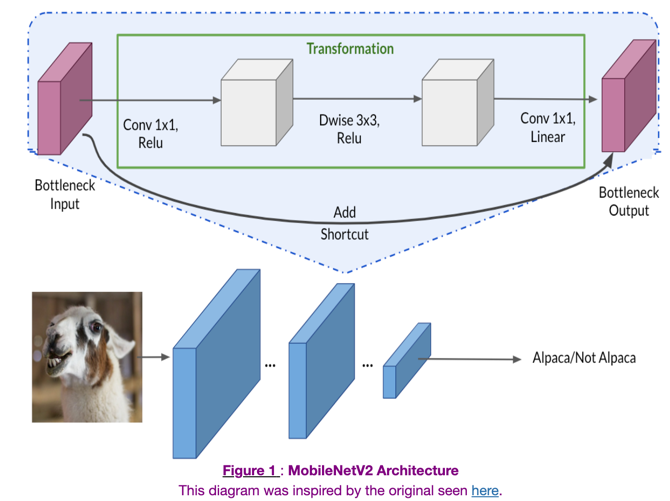 Transformation
Conv 1x1,
Relu
Dwise 3x3,
Relu
Conv 1x1,
Linear
Bottleneck
Input
Bottleneck
Output
Add
Shortcut
...
...
Alpaca/Not Alpaca
Figure 1 : MobileNetV2 Architecture
This diagram was inspired by the original seen here.